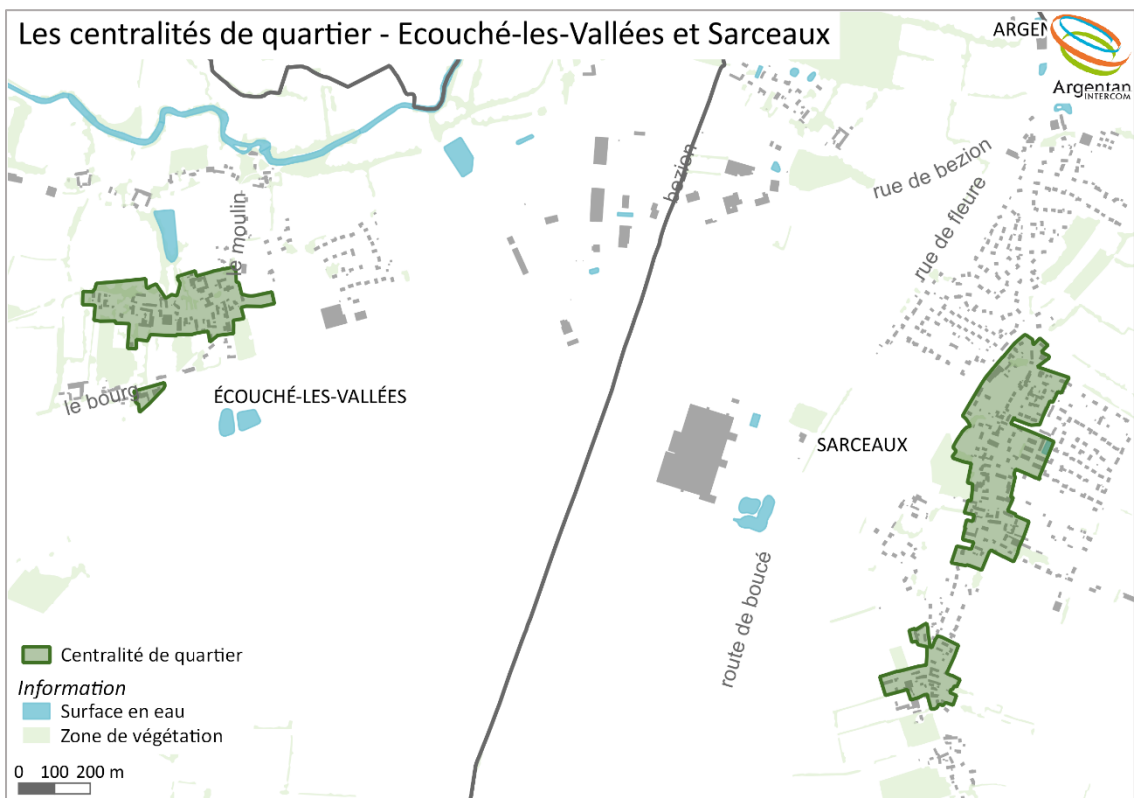 Les centralités de quartier - Ecouché-les-Vallées et Sarceaux
ARGEN
Argentan
INTERCOM
bezion
rue de bezion
rue de fleure
e moulin
le bourg
ÉCOUCHÉ-LES-VALLÉES
SARCEAUX
route de boucé
Centralité de quartier
Information
Surface en eau
Zone de végétation
0 100 200 m